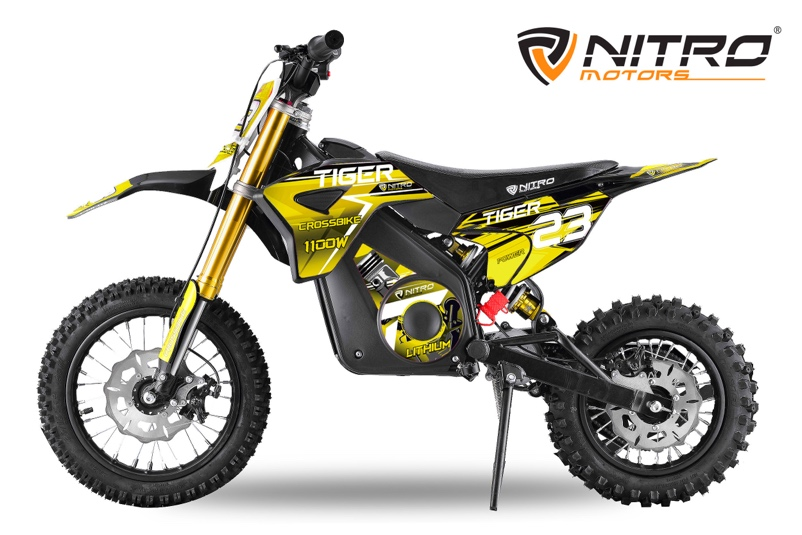 NITRO®
MOTORS
TIGER
NITRO
CROSSBIKE
1100W
NITRO
TIGER
23
POWER
NITRO
LITHIUM